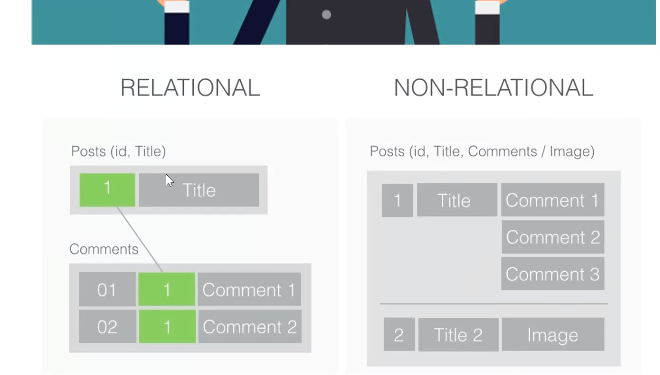 RELATIONAL
Posts (id, Title)
1 Title
Comments
01 1 Comment 1
02 1 Comment 2
NON-RELATIONAL
Posts (id, Title, Comments / Image)
1 Title Comment 1
Comment 2
Comment 3
2 Title 2 Image